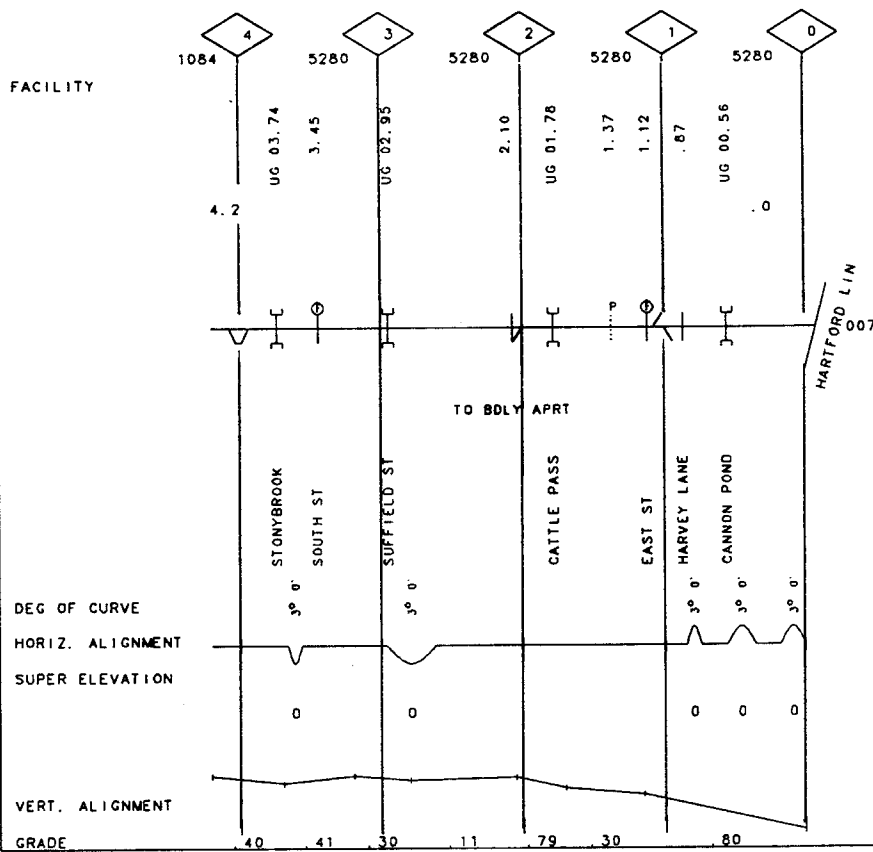 4 3 2 1 0
1084 5280 5280 5280 5280
FACILITY
UG 03.74
3.45
UG 02.95
2.10
UG 01.78
1.37
1.12
.87
UG 00.56
4.2
.0
P
HARTFORD LIN
007
TO BDLY APRT
STONYBROOK
SOUTH ST
SUFFIELD ST
CATTLE PASS
EAST ST
HARVEY LANE
CANNON POND
DEG OF CURVE
3° 0' 3° 0' 3° 0' 3° 0' 3° 0'
HORIZ. ALIGNMENT
SUPER ELEVATION
0 0 0 0 0
VERT. ALIGNMENT
GRADE 40 41 30 11 79 30 80